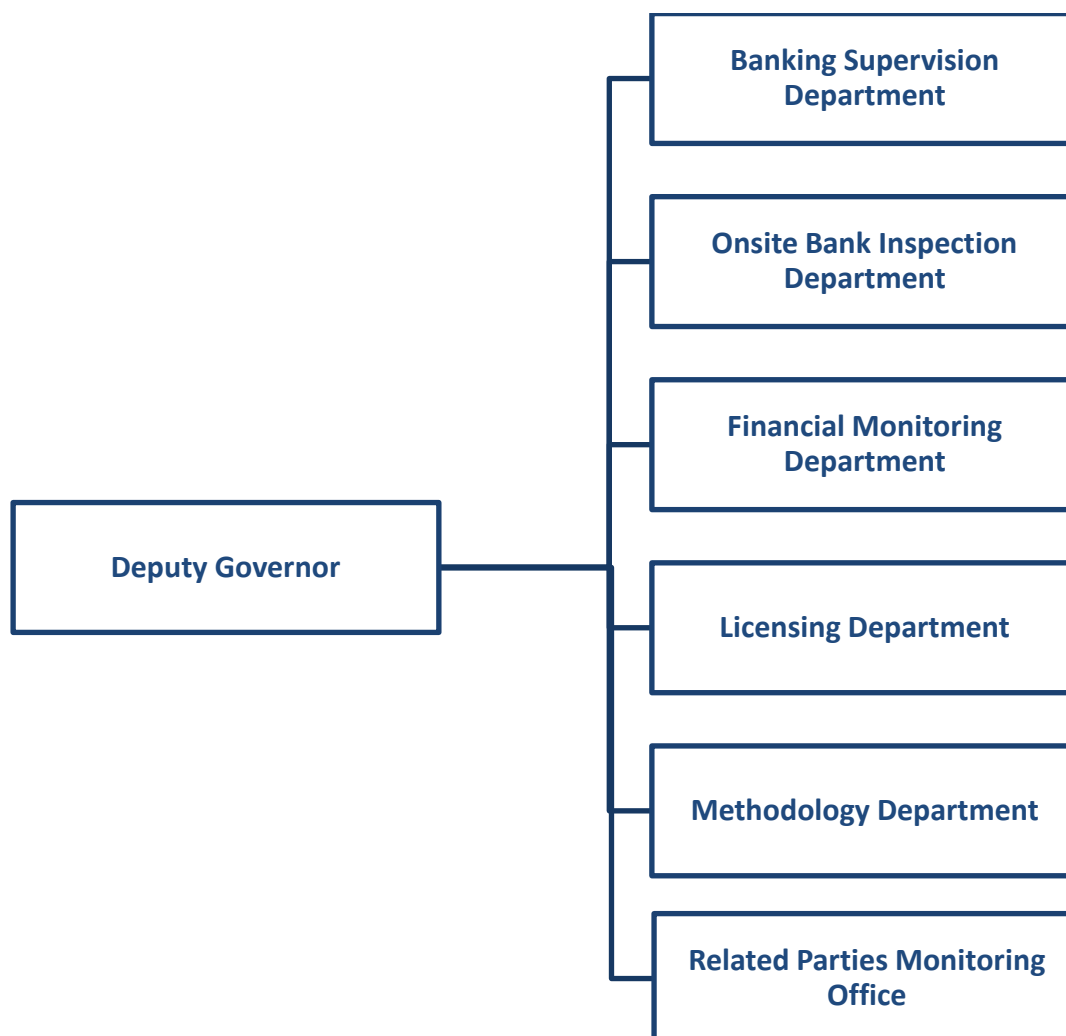 Banking Supervision
Department
Onsite Bank Inspection
Department
Financial Monitoring
Department
Deputy Governor
Licensing Department
Methodology Department
Related Parties Monitoring
Office